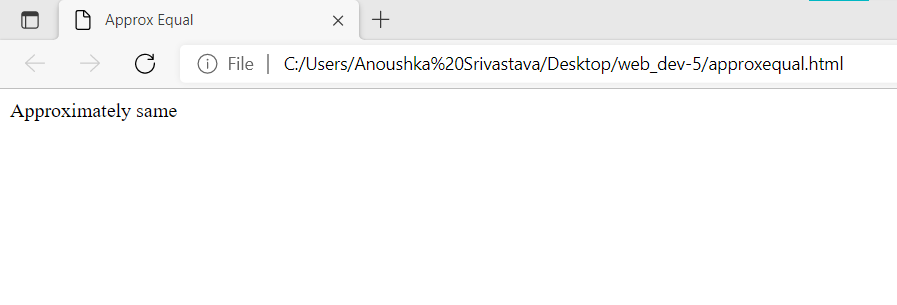 Approx Equal
File | C:/Users/Anoushka%20Srivastava/Desktop/web_dev-5/approxequal.html
Approximately same